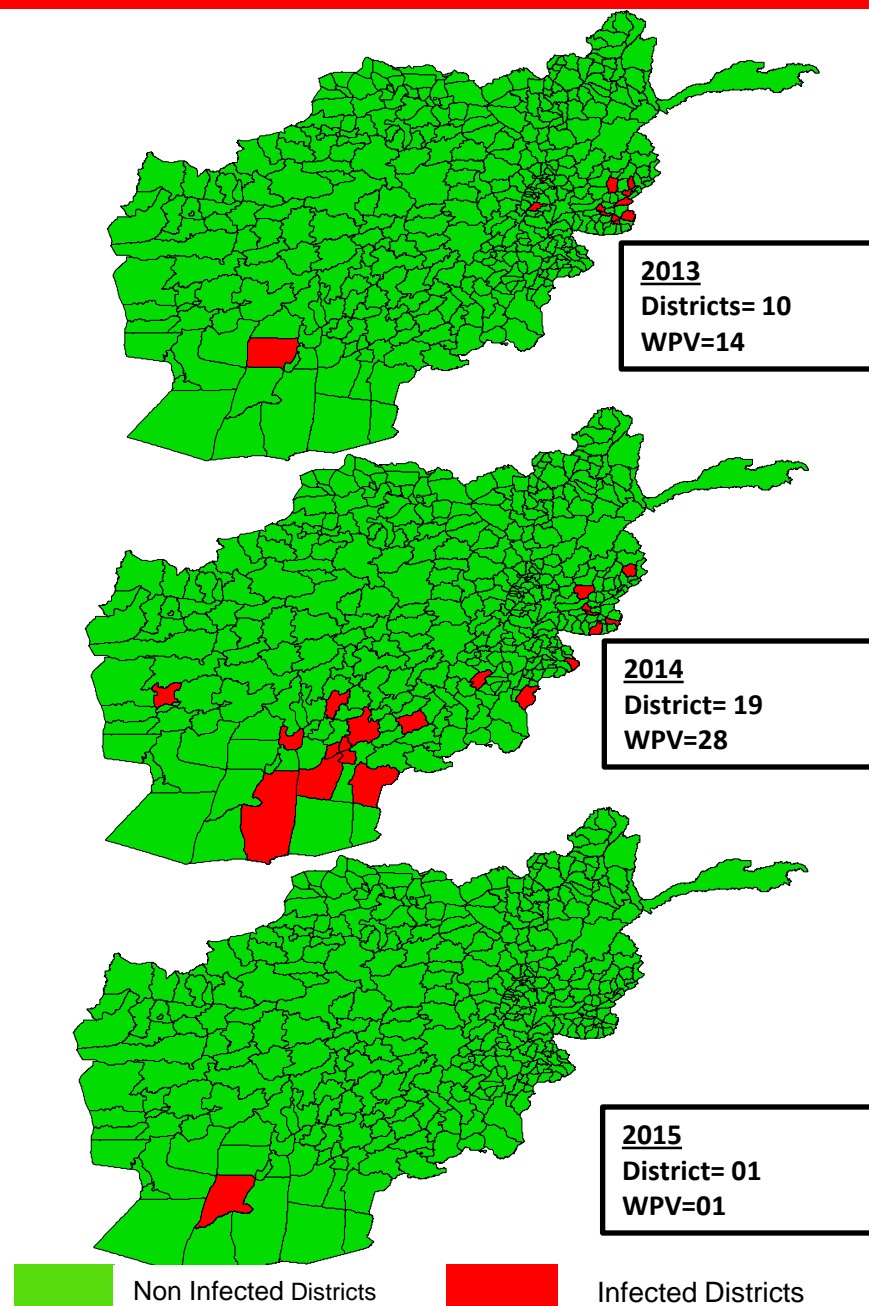 2013
Districts= 10
WPV=14
2014
District= 19
WPV=28
2015
District= 01
WPV=01
Non Infected Districts
Infected Districts